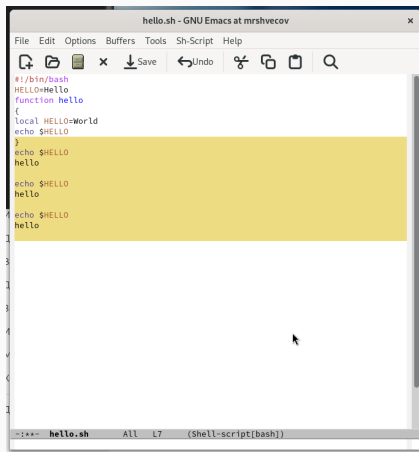 hello.sh - GNU Emacs at mrshvecov ×
File Edit Options Buffers Tools Sh-Script Help
Save Undo
#!/bin/bash
HELLO=Hello
function hello
{
local HELLO=World
echo $HELLO
}
echo $HELLO
hello
echo $HELLO
hello
echo $HELLO
hello
-:**- hello.sh All L7 (Shell-script[bash])